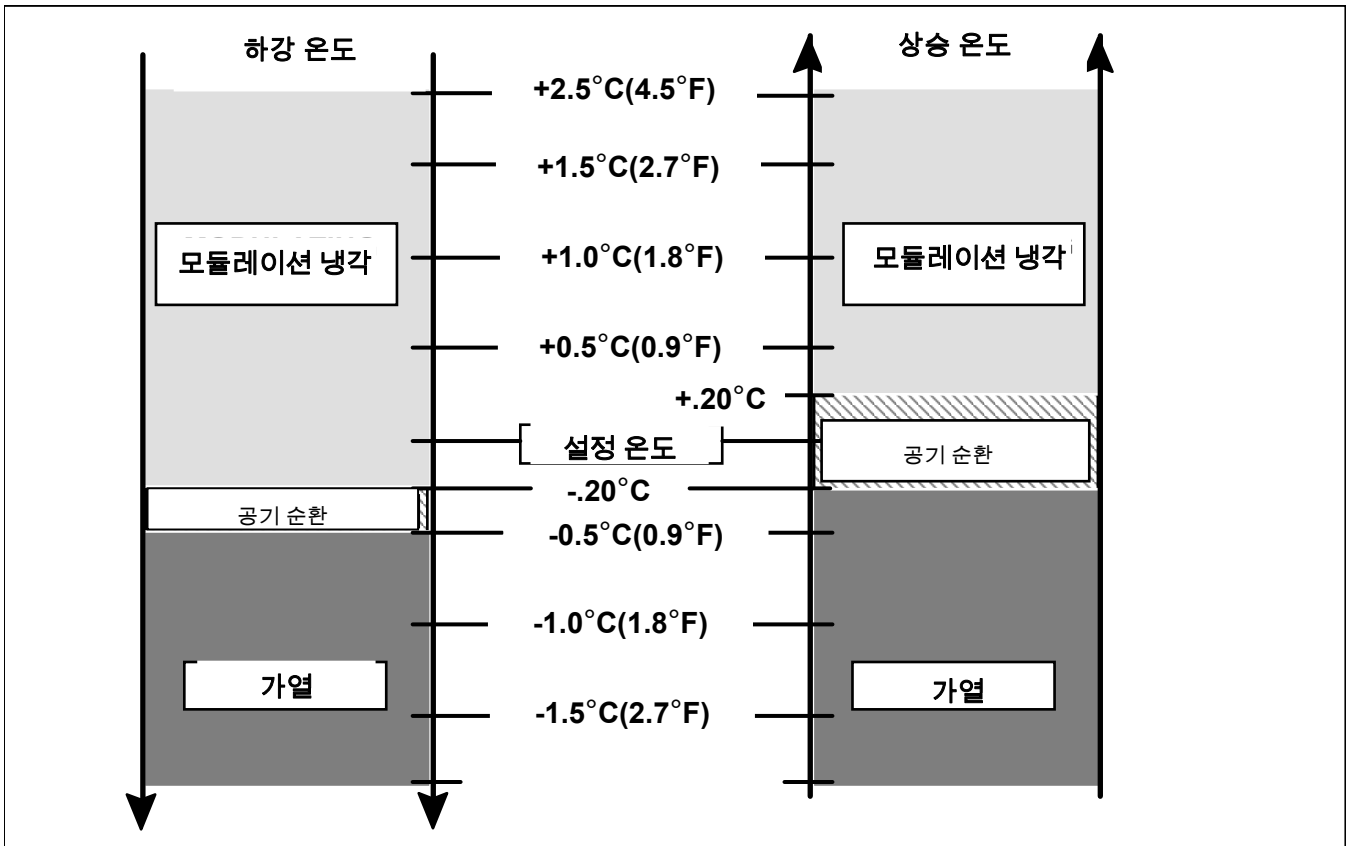 하강 온도
상승 온도
+2.5°C(4.5°F)
+1.5°C(2.7°F)
모듈레이션 냉각
+1.0°C(1.8°F)
모듈레이션 냉각
+0.5°C(0.9°F)
+.20°C
설정 온도
공기 순환
-.20°C
공기 순환
-0.5°C(0.9°F)
-1.0°C(1.8°F)
가열
가열
-1.5°C(2.7°F)